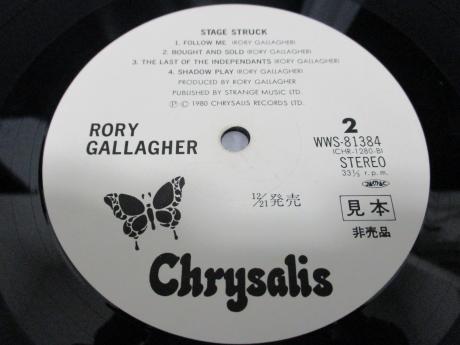 STAGE STRUCK
1. FOLLOW ME (RORY GALLAGHER)
2. BOUGHT AND SOLD (RORY GALLAGHER)
3. THE LAST OF THE INDEPENDANTS (RORY GALLAGHER)
4. SHADOW PLAY (RORY GALLAGHER)
PRODUCED BY RORY GALLAGHER
PUBLISHED BY STRANGE MUSIC LTD.
Ⓟ © 1980 CHRYSALIS RECORDS LTD.
RORY
GALLAGHER
2
WWS-81384
(CHR-1280-B)
STEREO
33⅓ r.p.m.
JASRAC
12/21発売
見本
非売品
Chrysalis